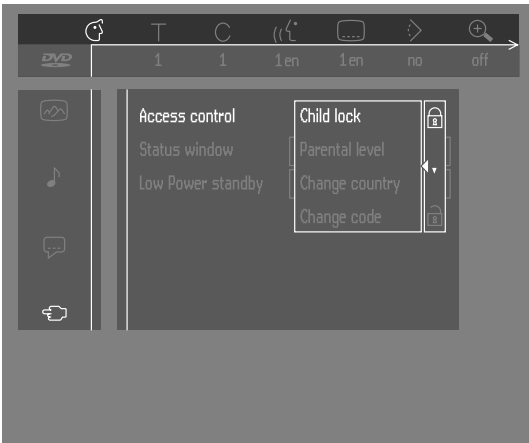 T C
DVD 1 1 1en 1en no off
Access control Child lock
Status window Parental level
Low Power standby Change country
Change code